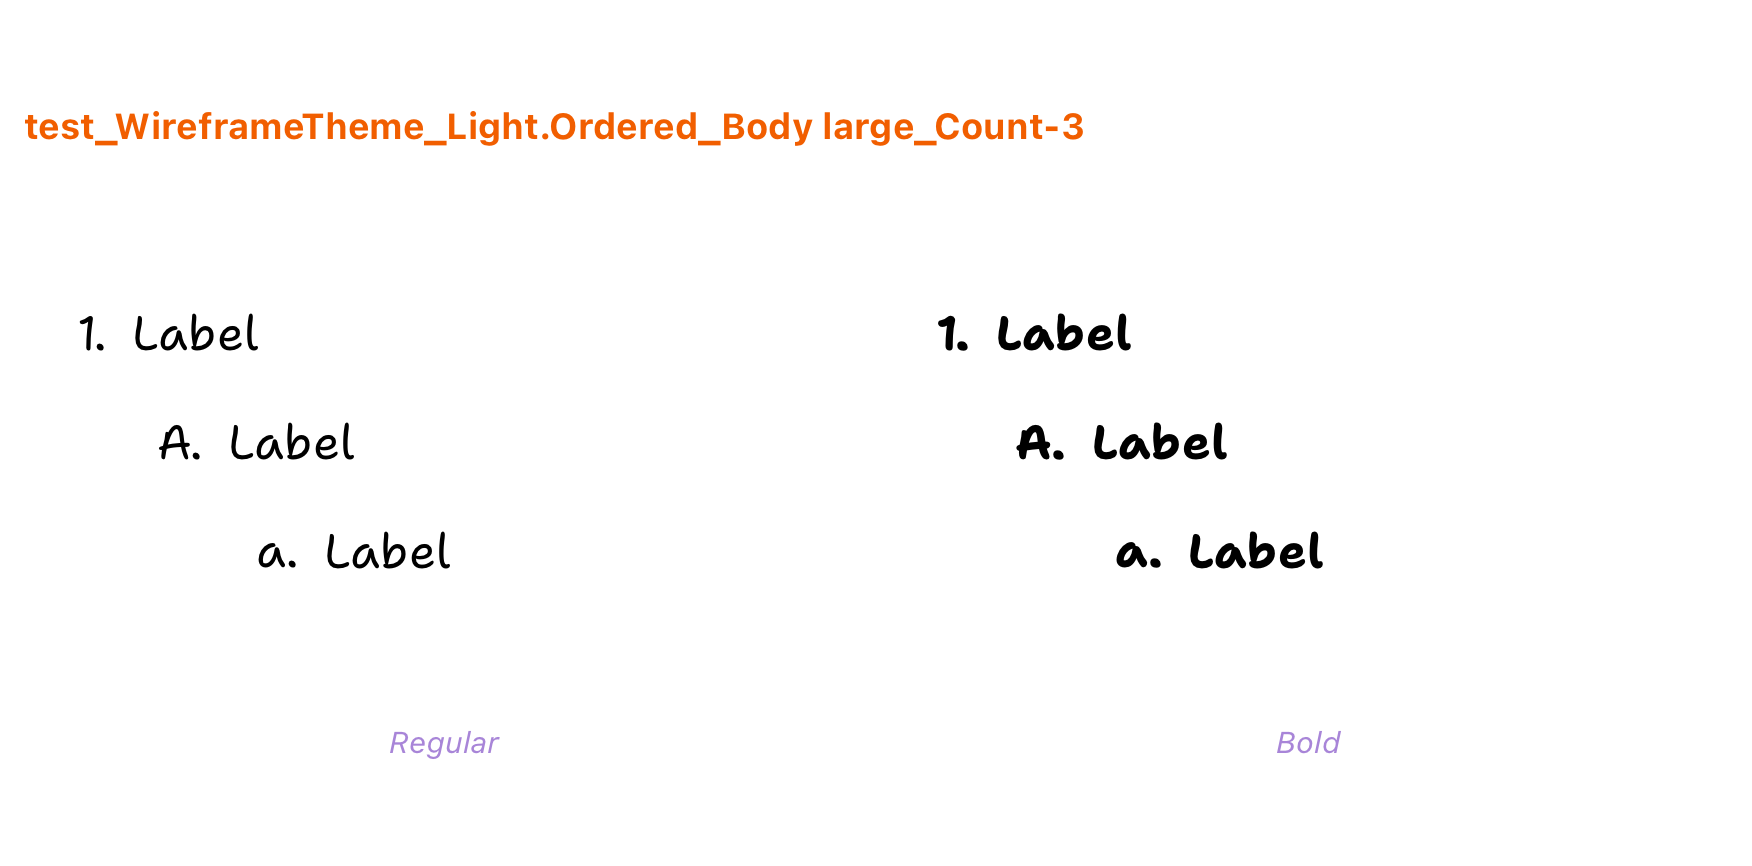 test_WireframeTheme_Light.Ordered_Body large_Count-3
1. Label
A. Label
a. Label
Regular
1. Label
A. Label
a. Label
Bold